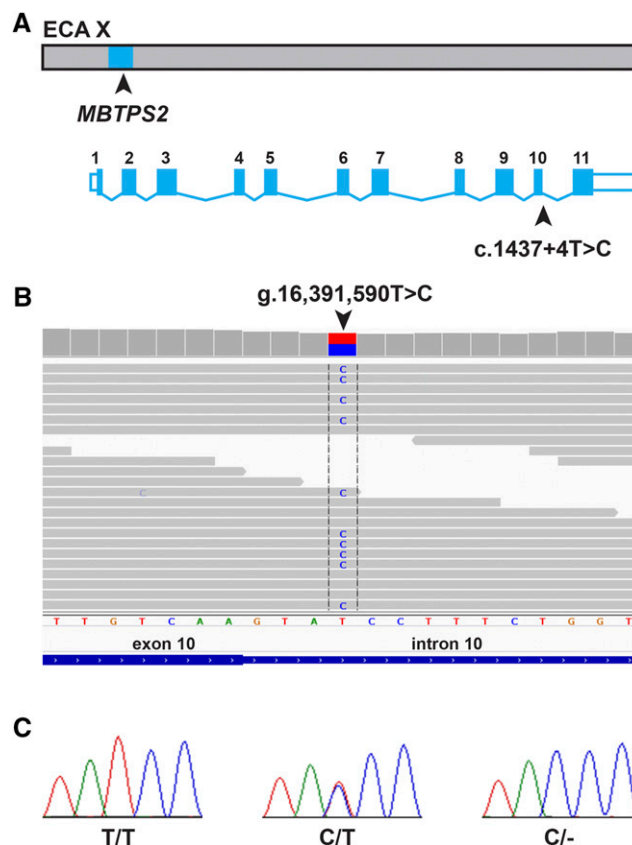 A
ECA X
MBTPS2
1 2 3 4 5 6 7 8 9 10 11
c.1437+4T>C
B
g.16,391,590T>C
C
C
C
C
C C
C
C
C
C
C
T T G T C A A G T A T C C T T T C T G G T
exon 10 intron 10
C
T/T C/T C/-